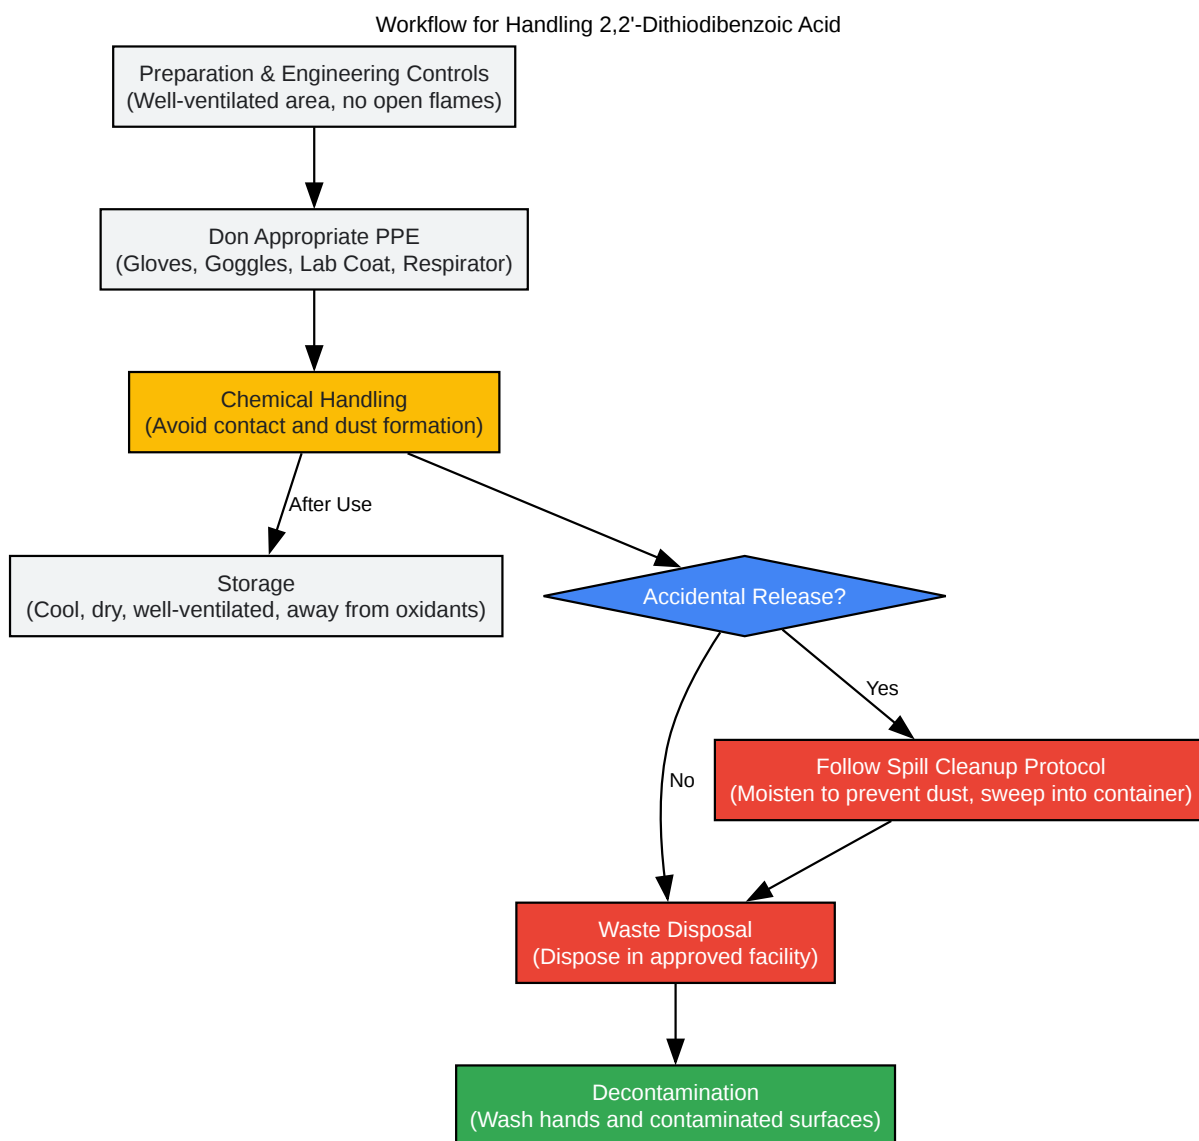 Workflow for Handling 2,2'-Dithiodibenzoic Acid
Preparation & Engineering Controls
(Well-ventilated area, no open flames)
Don Appropriate PPE
(Gloves, Goggles, Lab Coat, Respirator)
Chemical Handling
(Avoid contact and dust formation)
After Use
Storage
(Cool, dry, well-ventilated, away from oxidants)
Accidental Release?
Yes
No
Follow Spill Cleanup Protocol
(Moisten to prevent dust, sweep into container)
Waste Disposal
(Dispose in approved facility)
Decontamination
(Wash hands and contaminated surfaces)